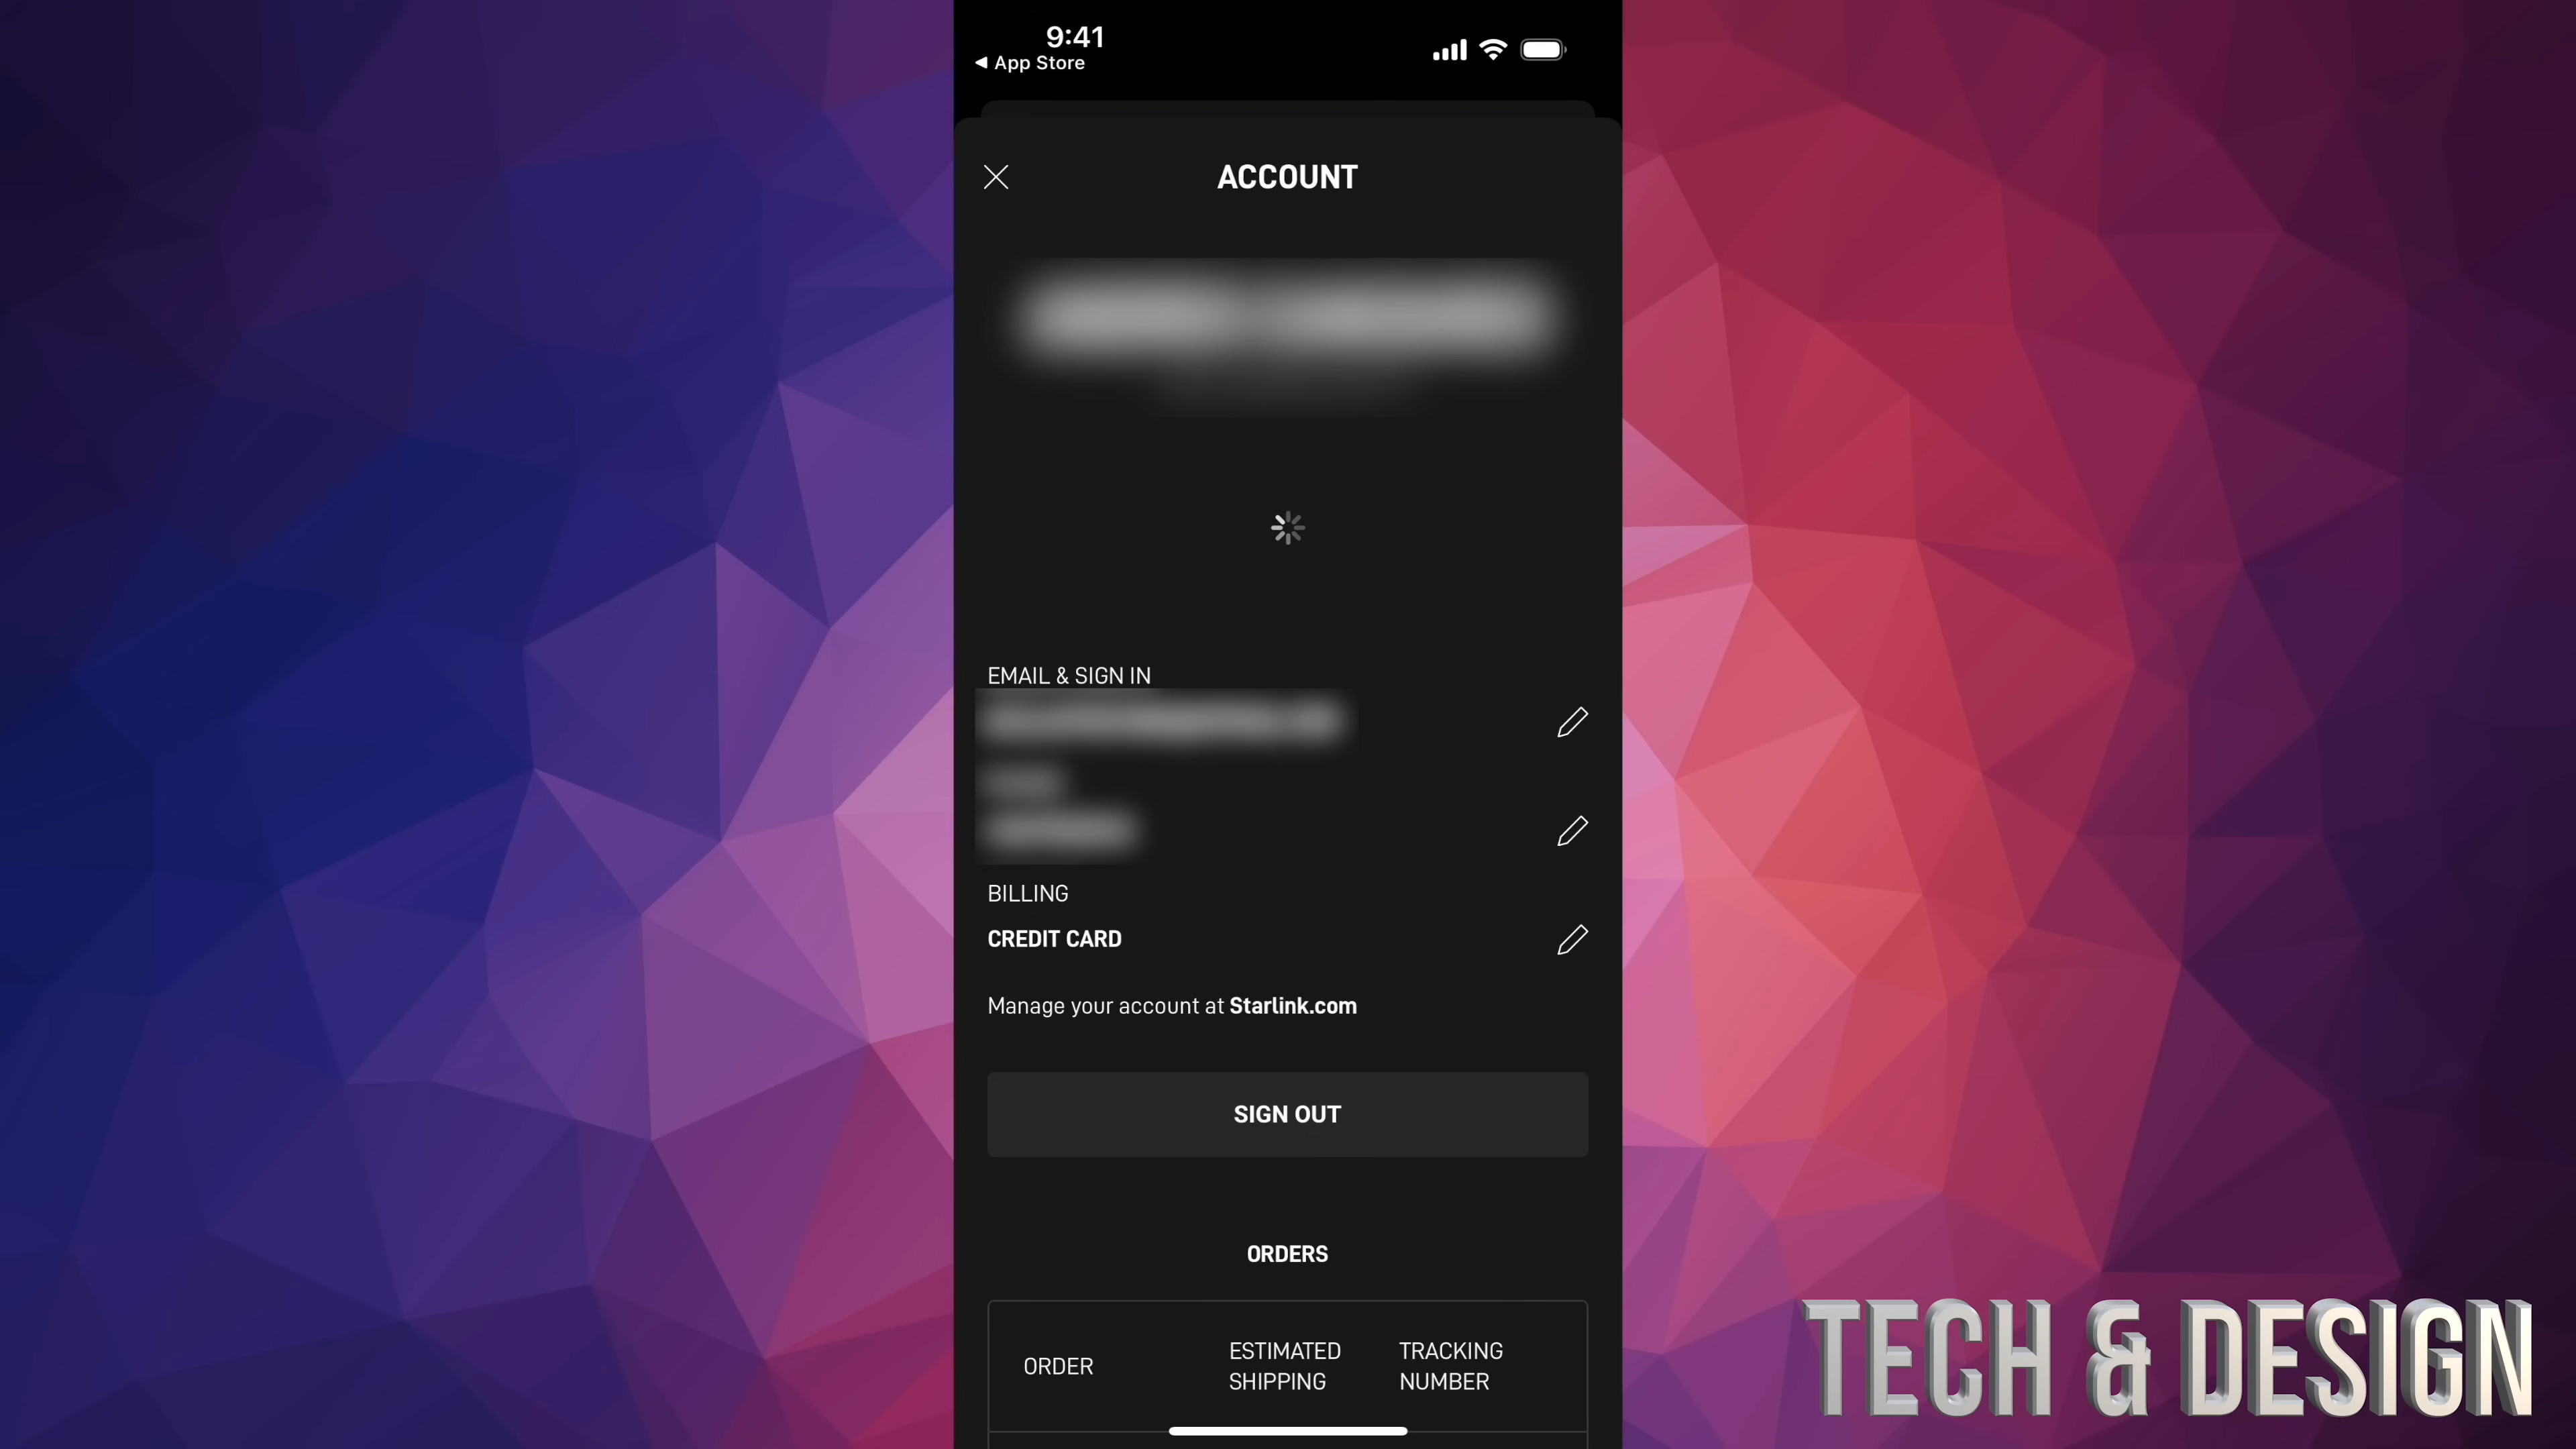 9:41
App Store
ACCOUNT
EMAIL & SIGN IN
BILLING
CREDIT CARD
Manage your account at Starlink.com
SIGN OUT
ORDERS
ORDER
ESTIMATED
SHIPPING
TRACKING
NUMBER
TECH & DESIGN